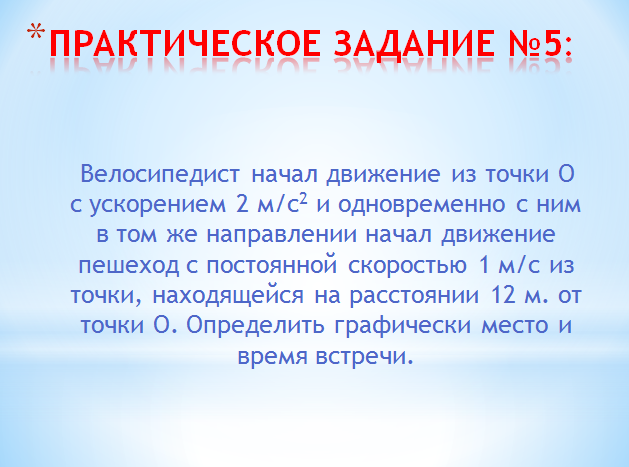 *ПРАКТИЧЕСКОЕ ЗАДАНИЕ №5:
Велосипедист начал движение из точки О
с ускорением 2 м/с² и одновременно с ним
в том же направлении начал движение
пешеход с постоянной скоростью 1 м/с из
точки, находящейся на расстоянии 12 м. от
точки О. Определить графически место и
время встречи.